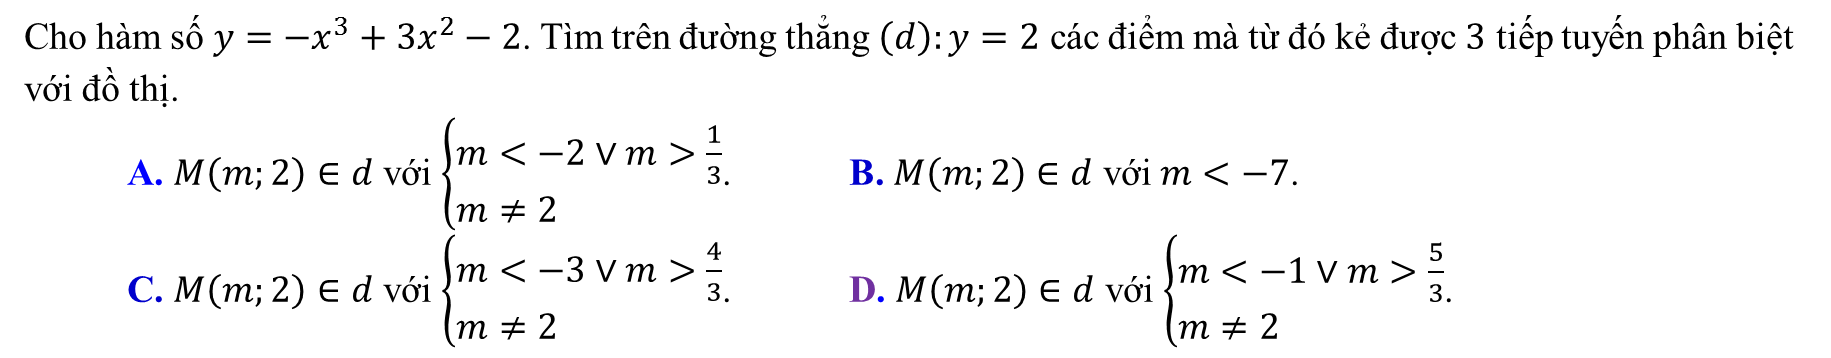 Cho hàm số y = −x³ + 3x² − 2. Tìm trên đường thẳng (d): y = 2 các điểm mà từ đó kẻ được 3 tiếp tuyến phân biệt
với đồ thị.
A. M(m; 2) ∈ d với {m < −2 ∨ m > 1/3. m ≠ 2
B. M(m; 2) ∈ d với m < −7.
C. M(m; 2) ∈ d với {m < −3 ∨ m > 4/3. m ≠ 2
D. M(m; 2) ∈ d với {m < −1 ∨ m > 5/3. m ≠ 2